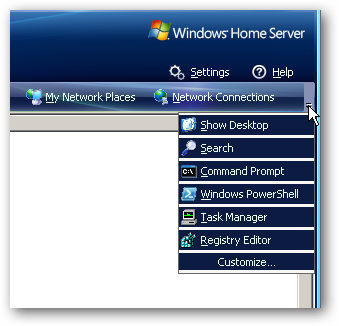 Windows Home Server
Settings Help
My Network Places Network Connections
Show Desktop
Search
C:\
Command Prompt
Windows PowerShell
Task Manager
Registry Editor
Customize...